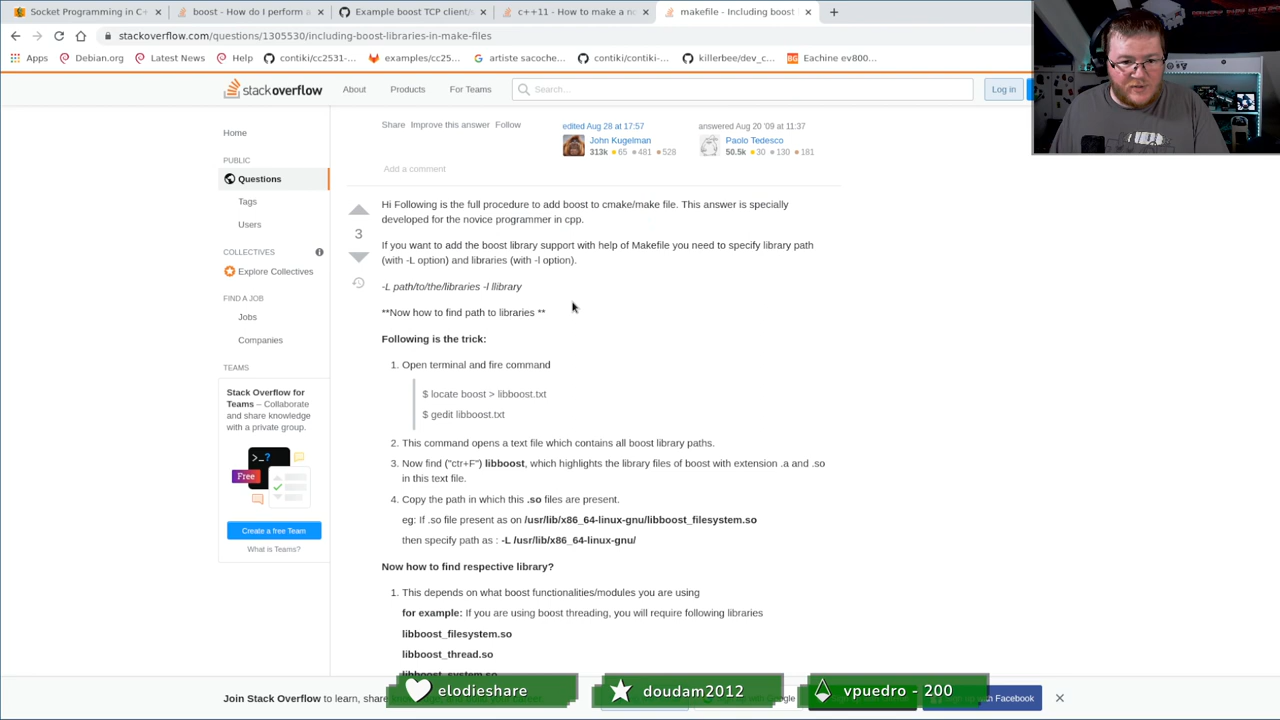 Socket Programming in C+
boost - How do I perform a
Example boost TCP client/s
c++11 - How to make a n
makefile - Including boost
stackoverflow.com/questions/1305530/including-boost-libraries-in-make-files
Apps
Debian.org
Latest News
Help
contiki/cc2531-...
examples/cc25...
artiste sacoche...
contiki/contiki-...
killerbee/dev_c...
Eachine ev800...
stackoverflow
About
Products
For Teams
Search...
Log in
Home
PUBLIC
Questions
Tags
Users
COLLECTIVES
Explore Collectives
FIND A JOB
Jobs
Companies
TEAMS
Stack Overflow for
Teams – Collaborate
and share knowledge
with a private group.
>_?
Free
Create a free Team
What is Teams?
Share Improve this answer Follow
edited Aug 28 at 17:57
John Kugelman
313k 65 481 528
answered Aug 20 '09 at 11:37
Paolo Tedesco
50.5k 30 130 181
Add a comment
3
Hi Following is the full procedure to add boost to cmake/make file. This answer is specially
developed for the novice programmer in cpp.
If you want to add the boost library support with help of Makefile you need to specify library path
(with -L option) and libraries (with -l option).
-L path/to/the/libraries -l llibrary
**Now how to find path to libraries **
Following is the trick:
1. Open terminal and fire command
$ locate boost > libboost.txt
$ gedit libboost.txt
2. This command opens a text file which contains all boost library paths.
3. Now find ("ctr+F") libboost, which highlights the library files of boost with extension .a and .so
in this text file.
4. Copy the path in which this .so files are present.
eg: If .so file present as on /usr/lib/x86_64-linux-gnu/libboost_filesystem.so
then specify path as : -L /usr/lib/x86_64-linux-gnu/
Now how to find respective library?
1. This depends on what boost functionalities/modules you are using
for example: If you are using boost threading, you will require following libraries
libboost_filesystem.so
libboost_thread.so
libboost_system.so
Join Stack Overflow to learn, share
Google
Facebook
elodieshare
doudam2012
vpuedro - 200